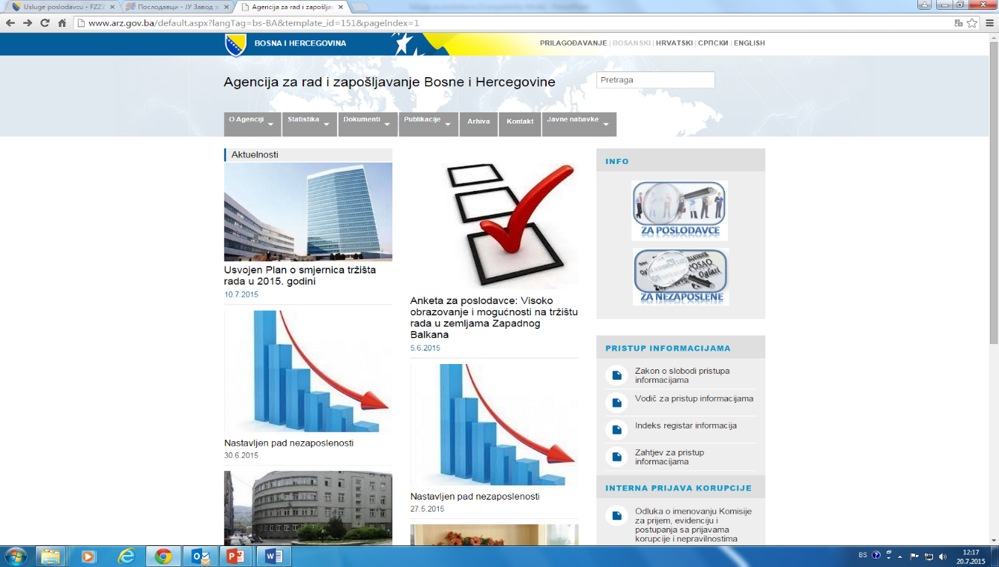 Usluge poslodavcu - FZZZ
Послодавци - ЈУ Завод з
Agencija za rad i zapošlja
www.arz.gov.ba/default.aspx?langTag=bs-BA&template_id=151&pageIndex=1
BOSNA I HERCEGOVINA
PRILAGOĐAVANJE | BOSANSKI | HRVATSKI | СРПСКИ | ENGLISH
Agencija za rad i zapošljavanje Bosne i Hercegovine
Pretraga
O Agenciji Statistika Dokumenti Publikacije Arhiva Kontakt Javne nabavke
Aktuelnosti
Usvojen Plan o smjernica tržišta
rada u 2015. godini
10.7.2015
Nastavljen pad nezaposlenosti
30.6.2015
Anketa za poslodavce: Visoko
obrazovanje i mogućnosti na tržištu
rada u zemljama Zapadnog
Balkana
5.6.2015
Nastavljen pad nezaposlenosti
27.5.2015
INFO
ZA POSLODAVCE
POSAO
Oglasi
ZA NEZAPOSLENE
PRISTUP INFORMACIJAMA
Zakon o slobodi pristupa
informacijama
Vodič za pristup informacijama
Indeks registar informacija
Zahtjev za pristup
informacijama
INTERNA PRIJAVA KORUPCIJE
Odluka o imenovanju Komisije
za prijem, evidenciju i
postupanja sa prijavama
korupcije i nepravilnostima
BS
12:17
20.7.2015